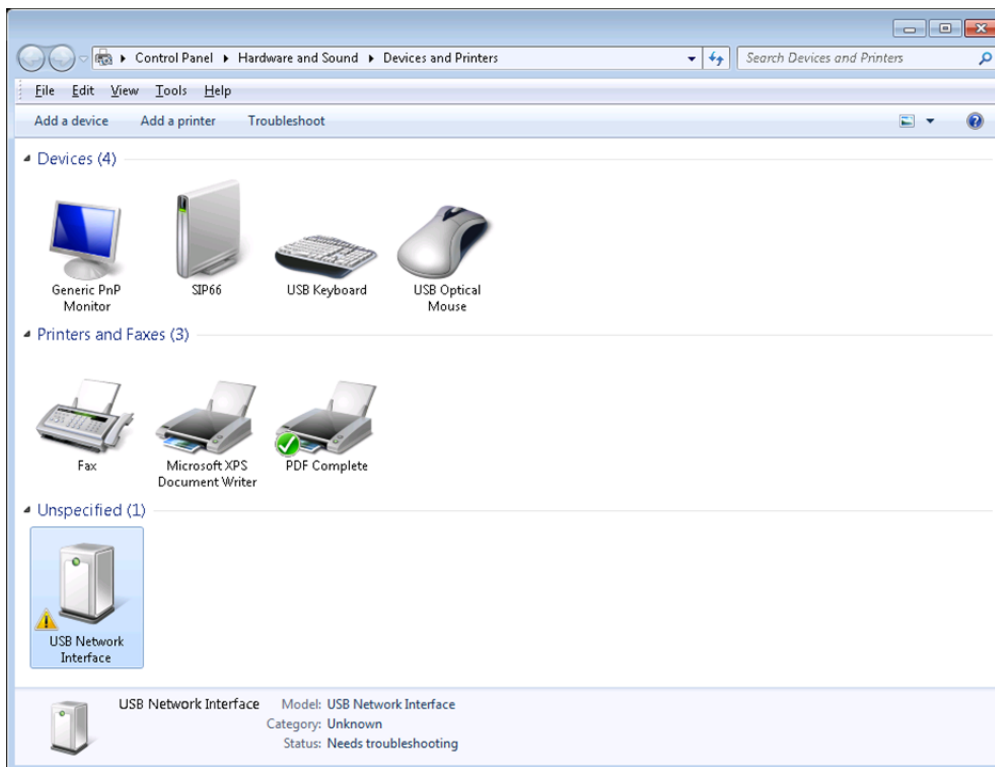 Control Panel ▸ Hardware and Sound ▸ Devices and Printers
Search Devices and Printers
File Edit View Tools Help
Add a device Add a printer Troubleshoot
Devices (4)
Generic PnP
Monitor
SIP66
USB Keyboard
USB Optical
Mouse
Printers and Faxes (3)
Fax
Microsoft XPS
Document Writer
PDF Complete
Unspecified (1)
USB Network
Interface
USB Network Interface Model: USB Network Interface
Category: Unknown
Status: Needs troubleshooting